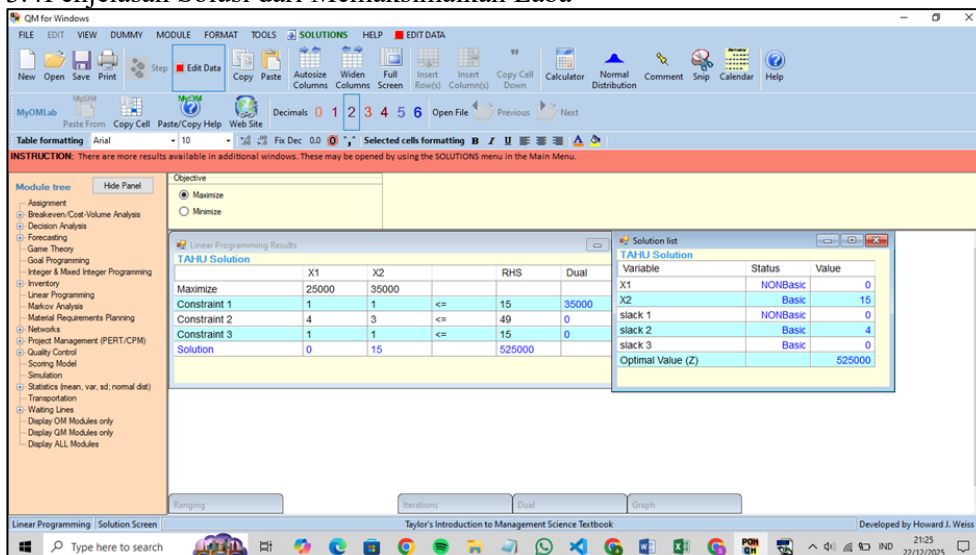 3.4 Penjelasan Solusi dari Memaksimalkan Laba
QM for Windows
FILE EDIT VIEW DUMMY MODULE FORMAT TOOLS SOLUTIONS HELP EDIT DATA
New Open Save Print Step Edit Data Copy Paste Autosize Columns Widen Columns Full Screen Insert Row(s) Insert Column(s) Copy Cell Down Calculator Normal Distribution Comment Snip Calendar Help
MyOMLab MyOM Paste From Copy Cell MyOM Paste/Copy Help Web Site Decimals 0 1 2 3 4 5 6 Open File Previous Next
Table formatting Arial 10 Fix Dec 0.0 0 "," Selected cells formatting B I U A
INSTRUCTION: There are more results available in additional windows. These may be opened by using the SOLUTIONS menu in the Main Menu.
Module tree Hide Panel
Assignment
Breakeven/Cost-Volume Analysis
Decision Analysis
Forecasting
Game Theory
Goal Programming
Integer & Mixed Integer Programming
Inventory
Linear Programming
Markov Analysis
Material Requirements Planning
Networks
Project Management (PERT/CPM)
Quality Control
Scoring Model
Simulation
Statistics (mean, var, sd; normal dist)
Transportation
Waiting Lines
Display OM Modules only
Display QM Modules only
Display ALL Modules
Objective
Maximize
Minimize
Linear Programming Results
TAHU Solution
X1 X2 RHS Dual
Maximize 25000 35000
Constraint 1 1 1 <= 15 35000
Constraint 2 4 3 <= 49 0
Constraint 3 1 1 <= 15 0
Solution 0 15 525000
Solution list
TAHU Solution
Variable Status Value
X1 NONBasic 0
X2 Basic 15
slack 1 NONBasic 0
slack 2 Basic 4
slack 3 Basic 0
Optimal Value (Z) 525000
Ranging Iterations Dual Graph
Linear Programming Solution Screen Taylor's Introduction to Management Science Textbook Developed by Howard J. Weiss
Type here to search POM QM IND 21:25
22/12/2025